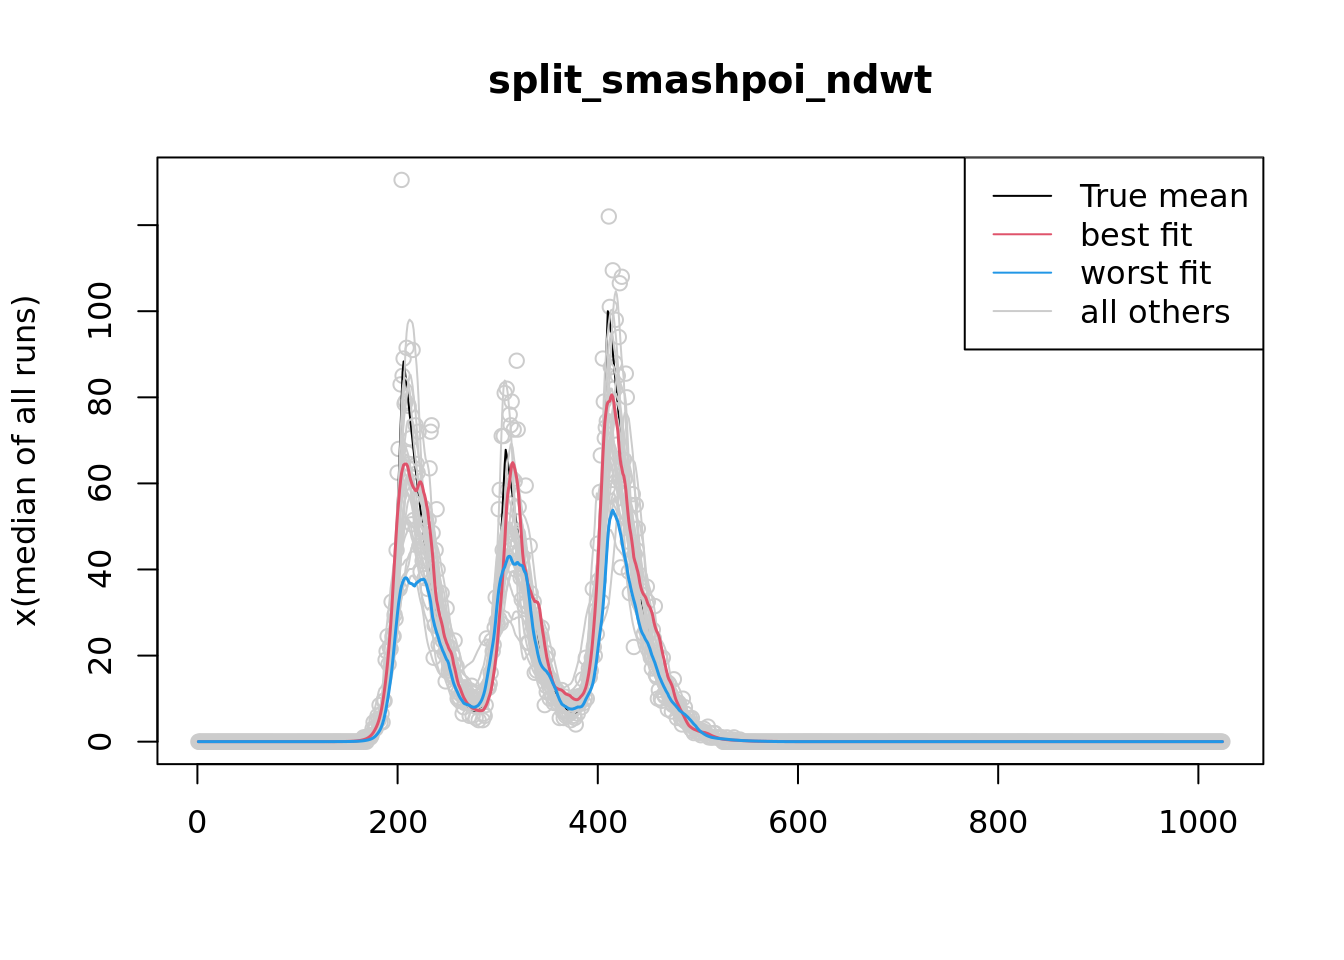 split_smashpoi_ndwt
True mean
best fit
worst fit
all others
x(median of all runs)
100
80
60
40
20
0
0 200 400 600 800 1000